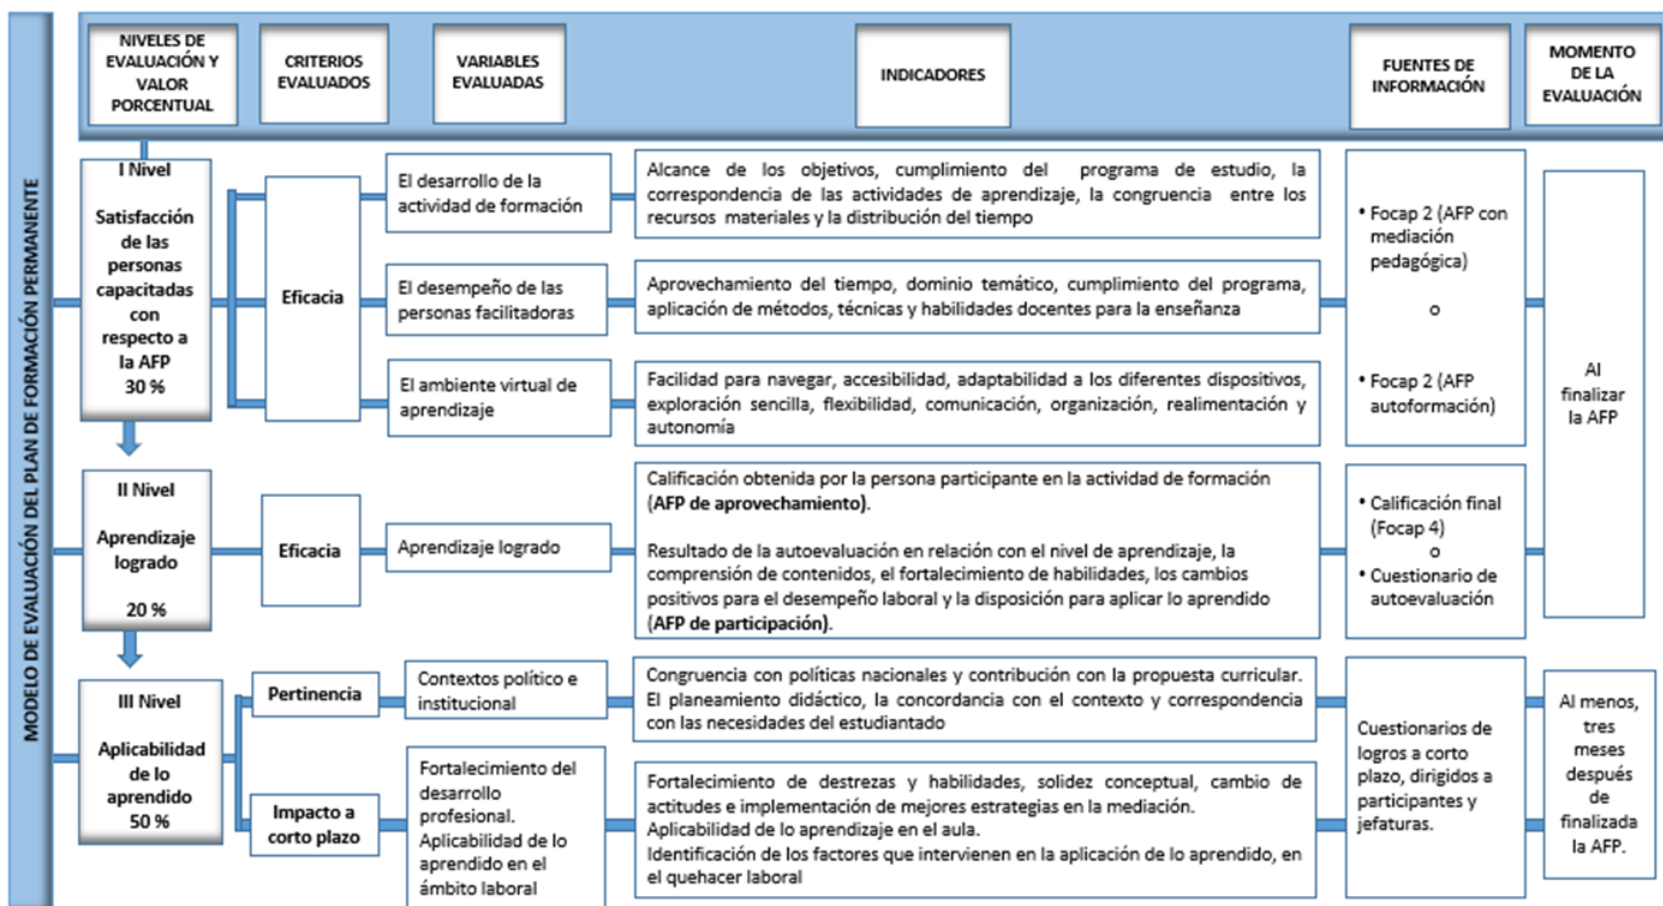 MODELO DE EVALUACIÓN DEL PLAN DE FORMACIÓN PERMANENTE
NIVELES DE
EVALUACIÓN Y
VALOR
PORCENTUAL
CRITERIOS
EVALUADOS
VARIABLES
EVALUADAS
INDICADORES
FUENTES DE
INFORMACIÓN
MOMENTO
DE LA
EVALUACIÓN
I Nivel
Satisfacción
de las
personas
capacitadas
con
respecto a
la AFP
30 %
Eficacia
El desarrollo de la
actividad de formación
Alcance de los objetivos, cumplimiento del programa de estudio, la
correspondencia de las actividades de aprendizaje, la congruencia entre los
recursos materiales y la distribución del tiempo
El desempeño de las
personas facilitadoras
Aprovechamiento del tiempo, dominio temático, cumplimiento del programa,
aplicación de métodos, técnicas y habilidades docentes para la enseñanza
El ambiente virtual de
aprendizaje
Facilidad para navegar, accesibilidad, adaptabilidad a los diferentes dispositivos,
exploración sencilla, flexibilidad, comunicación, organización, realimentación y
autonomía
• Focap 2 (AFP con
mediación
pedagógica)
o
• Focap 2 (AFP
autoformación)
Al
finalizar
la AFP
II Nivel
Aprendizaje
logrado
20 %
Eficacia
Aprendizaje logrado
Calificación obtenida por la persona participante en la actividad de formación
(AFP de aprovechamiento).
Resultado de la autoevaluación en relación con el nivel de aprendizaje, la
comprensión de contenidos, el fortalecimiento de habilidades, los cambios
positivos para el desempeño laboral y la disposición para aplicar lo aprendido
(AFP de participación).
• Calificación final
(Focap 4)
o
• Cuestionario de
autoevaluación
III Nivel
Aplicabilidad
de lo
aprendido
50 %
Pertinencia
Contextos político e
institucional
Congruencia con políticas nacionales y contribución con la propuesta curricular.
El planeamiento didáctico, la concordancia con el contexto y correspondencia
con las necesidades del estudiantado
Impacto a
corto plazo
Fortalecimiento del
desarrollo
profesional.
Aplicabilidad de lo
aprendido en el
ámbito laboral
Fortalecimiento de destrezas y habilidades, solidez conceptual, cambio de
actitudes e implementación de mejores estrategias en la mediación.
Aplicabilidad de lo aprendizaje en el aula.
Identificación de los factores que intervienen en la aplicación de lo aprendido, en
el quehacer laboral
Cuestionarios de
logros a corto
plazo, dirigidos a
participantes y
jefaturas.
Al menos,
tres
meses
después
de
finalizada
la AFP.